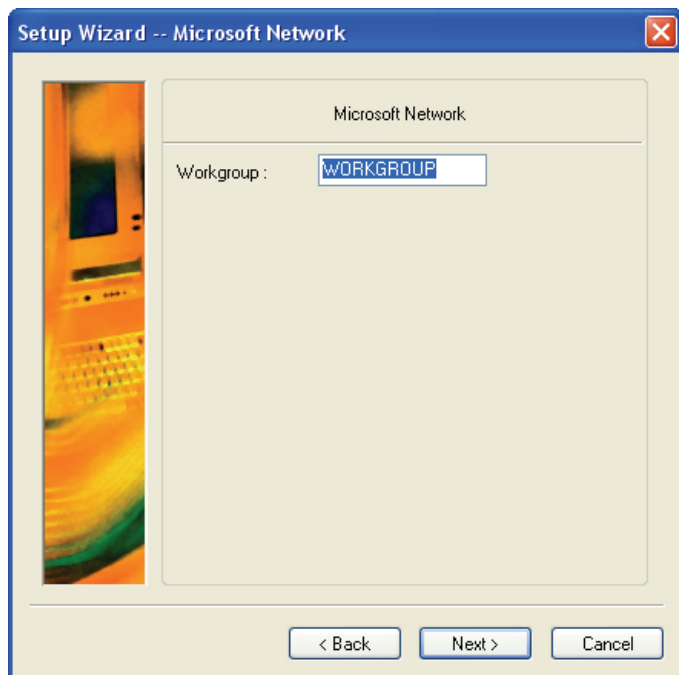 Setup Wizard -- Microsoft Network
Microsoft Network
Workgroup :
WORKGROUP
< Back
Next >
Cancel